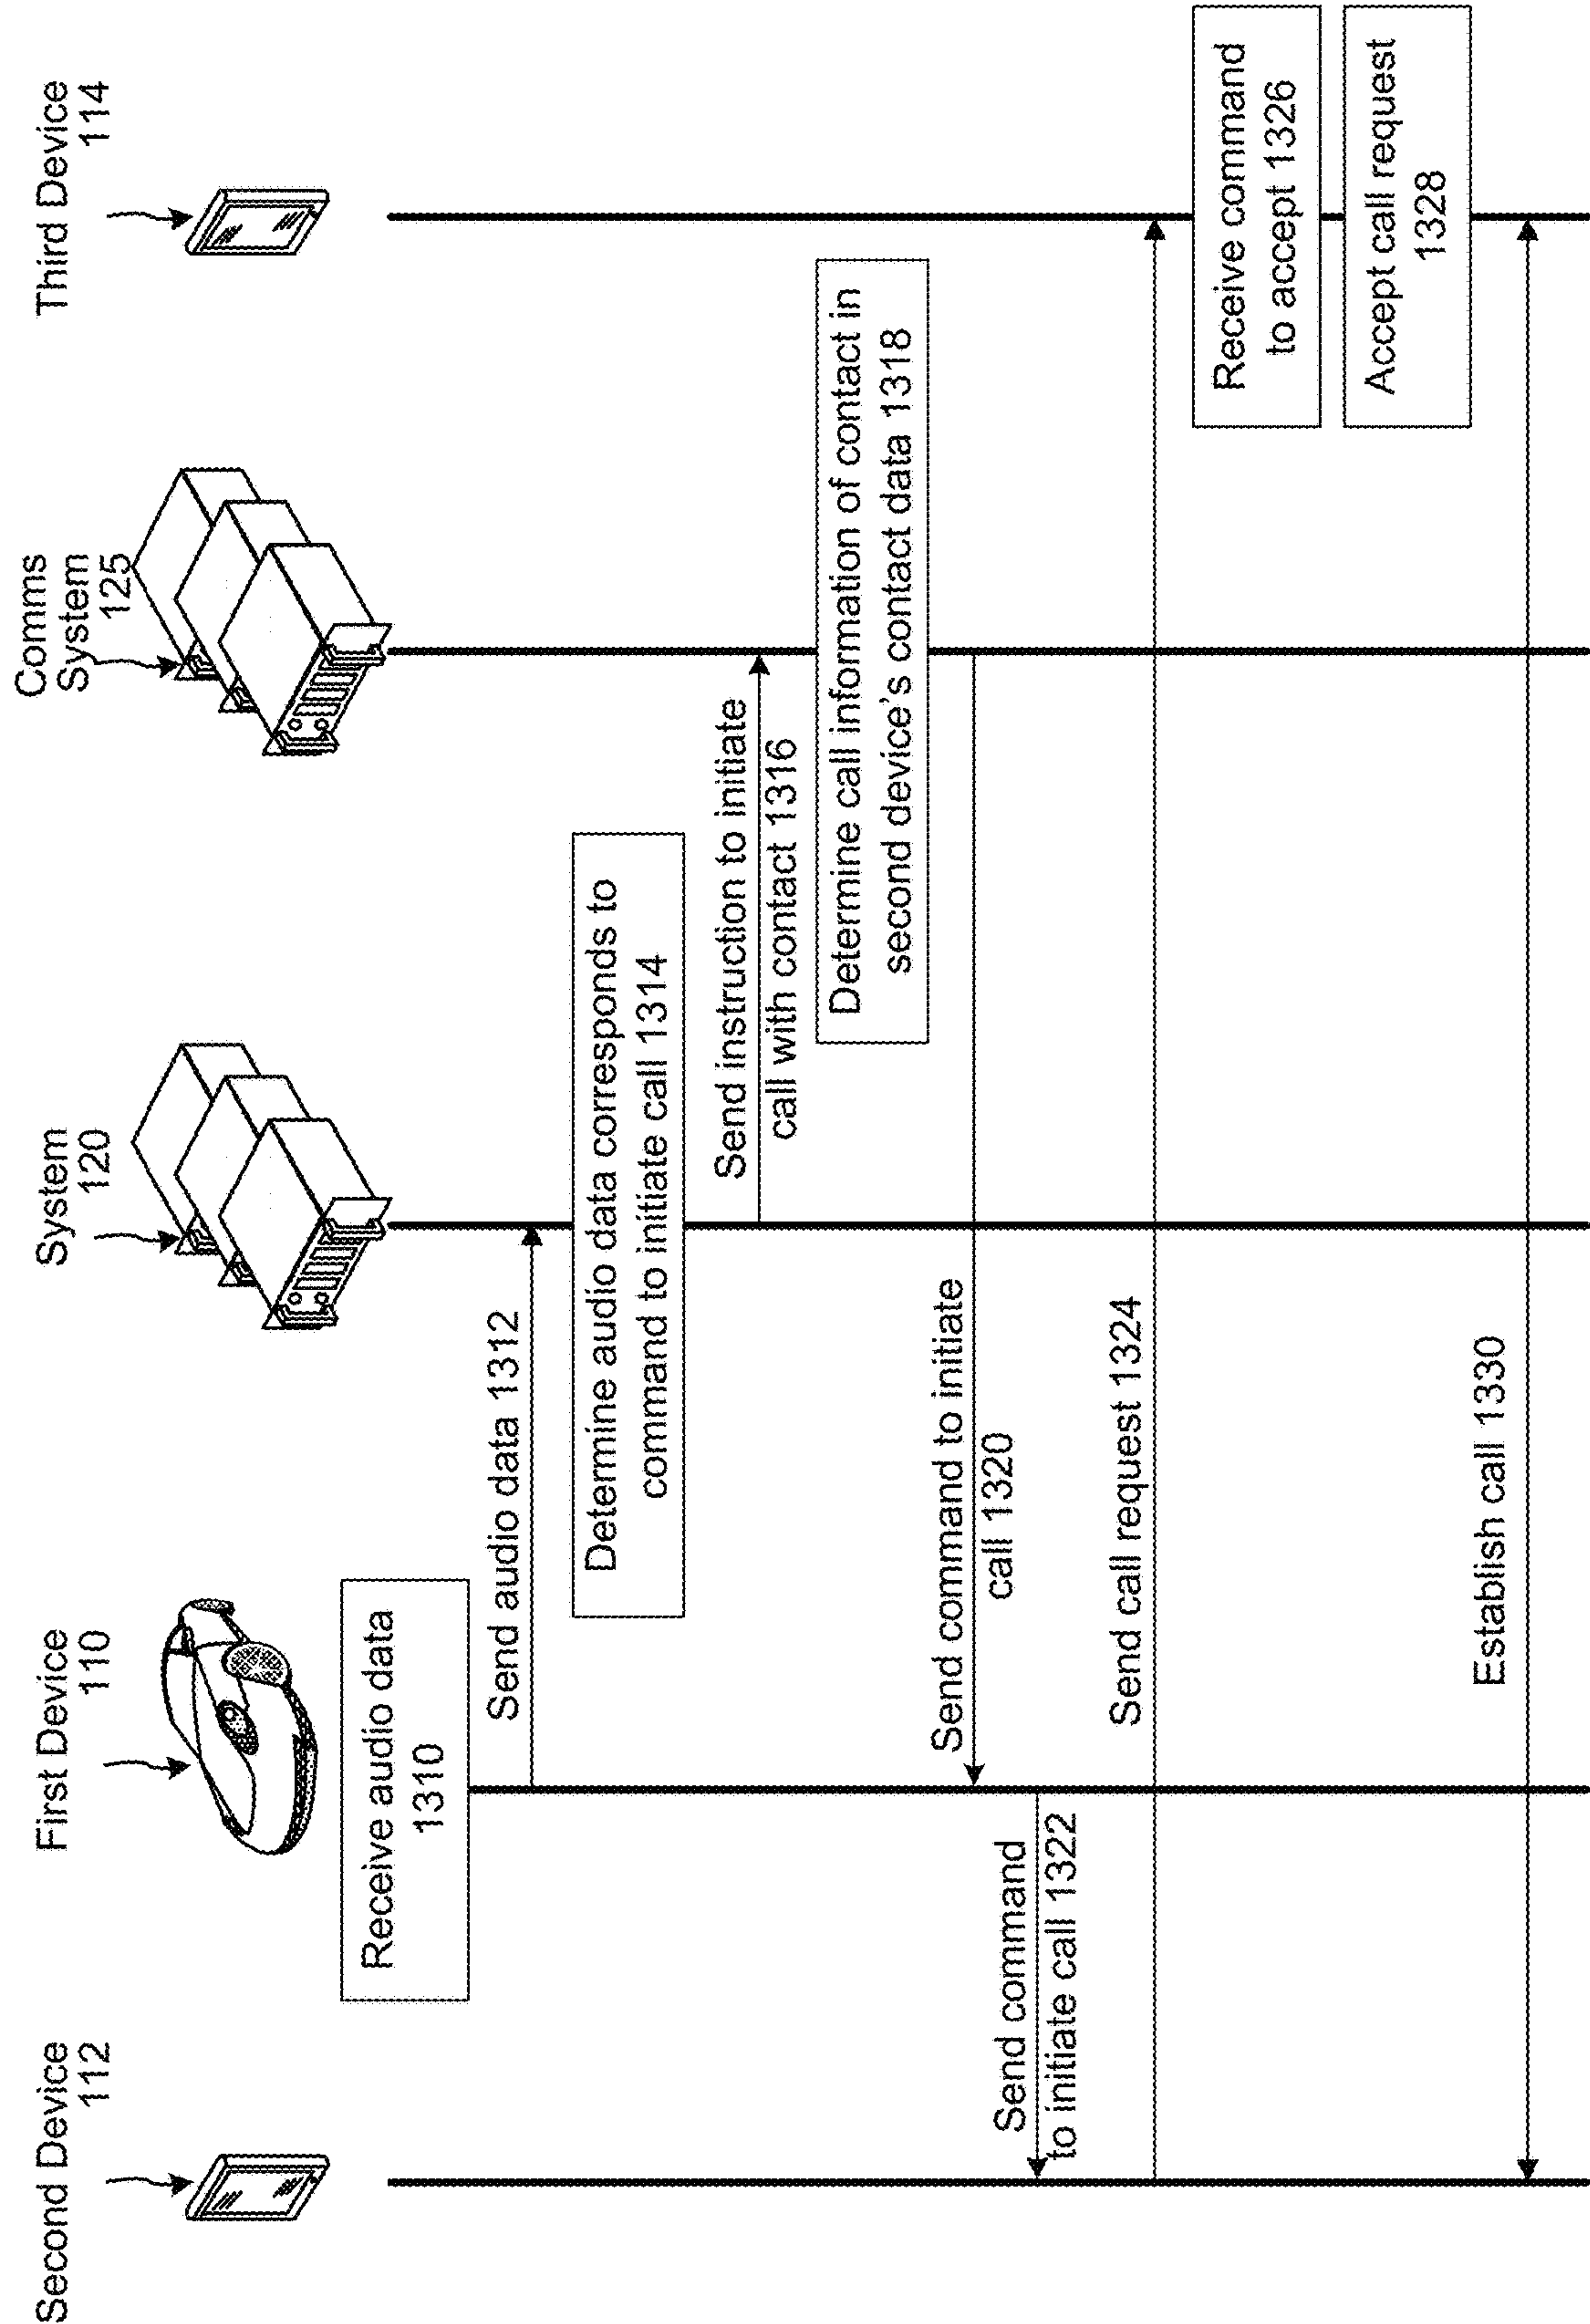 Second Device
112
First Device
110
System
120
Comms
System
125
Third Device
114
Receive audio data
1310
Send audio data 1312
Determine audio data corresponds to
command to initiate call 1314
Send instruction to initiate
call with contact 1316
Determine call information of contact in
second device's contact data 1318
Send command to initiate
call 1320
Send command
to initiate call 1322
Send call request 1324
Receive command
to accept 1326
Accept call request
1328
Establish call 1330